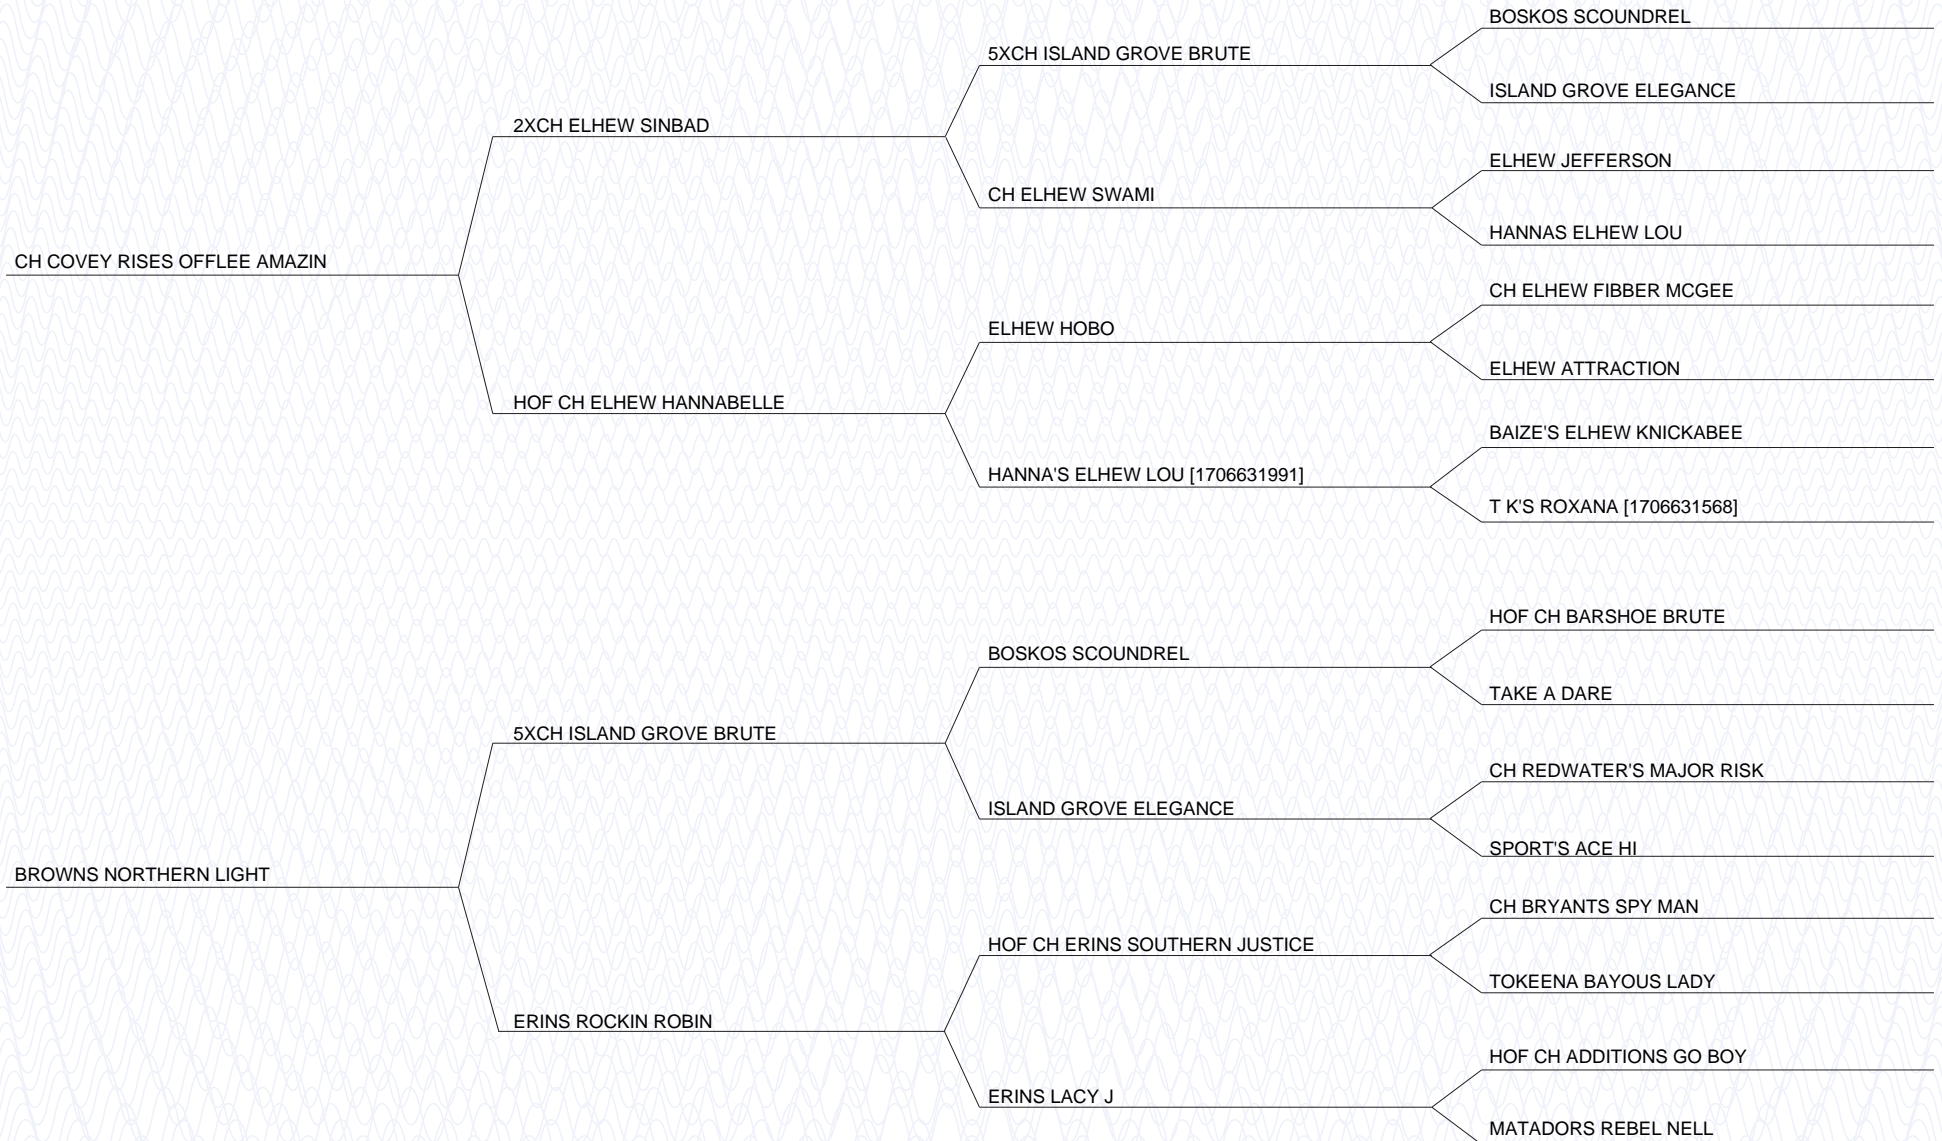 BOSKOS SCOUNDREL
5XCH ISLAND GROVE BRUTE
ISLAND GROVE ELEGANCE
2XCH ELHEW SINBAD
ELHEW JEFFERSON
CH ELHEW SWAMI
HANNAS ELHEW LOU
CH COVEY RISES OFFLEE AMAZIN
CH ELHEW FIBBER MCGEE
ELHEW HOBO
ELHEW ATTRACTION
HOF CH ELHEW HANNABELLE
BAIZE'S ELHEW KNICKABEE
HANNA'S ELHEW LOU [1706631991]
T K'S ROXANA [1706631568]
HOF CH BARSHOE BRUTE
BOSKOS SCOUNDREL
TAKE A DARE
5XCH ISLAND GROVE BRUTE
CH REDWATER'S MAJOR RISK
ISLAND GROVE ELEGANCE
SPORT'S ACE HI
BROWNS NORTHERN LIGHT
CH BRYANTS SPY MAN
HOF CH ERINS SOUTHERN JUSTICE
TOKEENA BAYOUS LADY
ERINS ROCKIN ROBIN
HOF CH ADDITIONS GO BOY
ERINS LACY J
MATADORS REBEL NELL